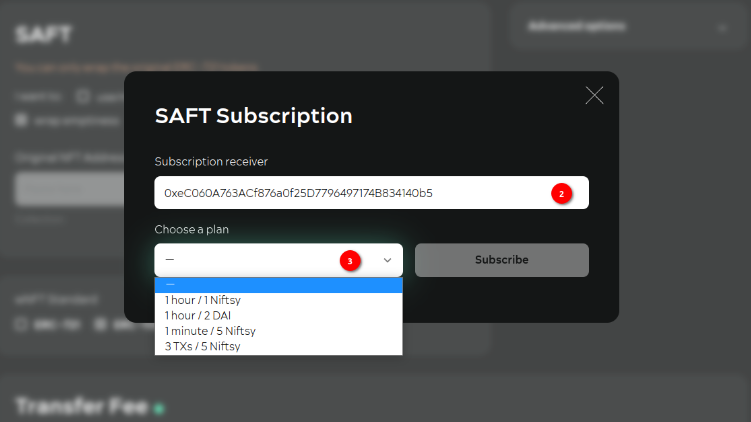 SAFT
Advanced options
SAFT Subscription
Subscription receiver
0xeC060A763ACf876a0f25D7796497174B834140b5
2
Choose a plan
—
3
Subscribe
—
1 hour / 1 Niftsy
1 hour / 2 DAI
1 minute / 5 Niftsy
3 TXs / 5 Niftsy
Transfer Fee